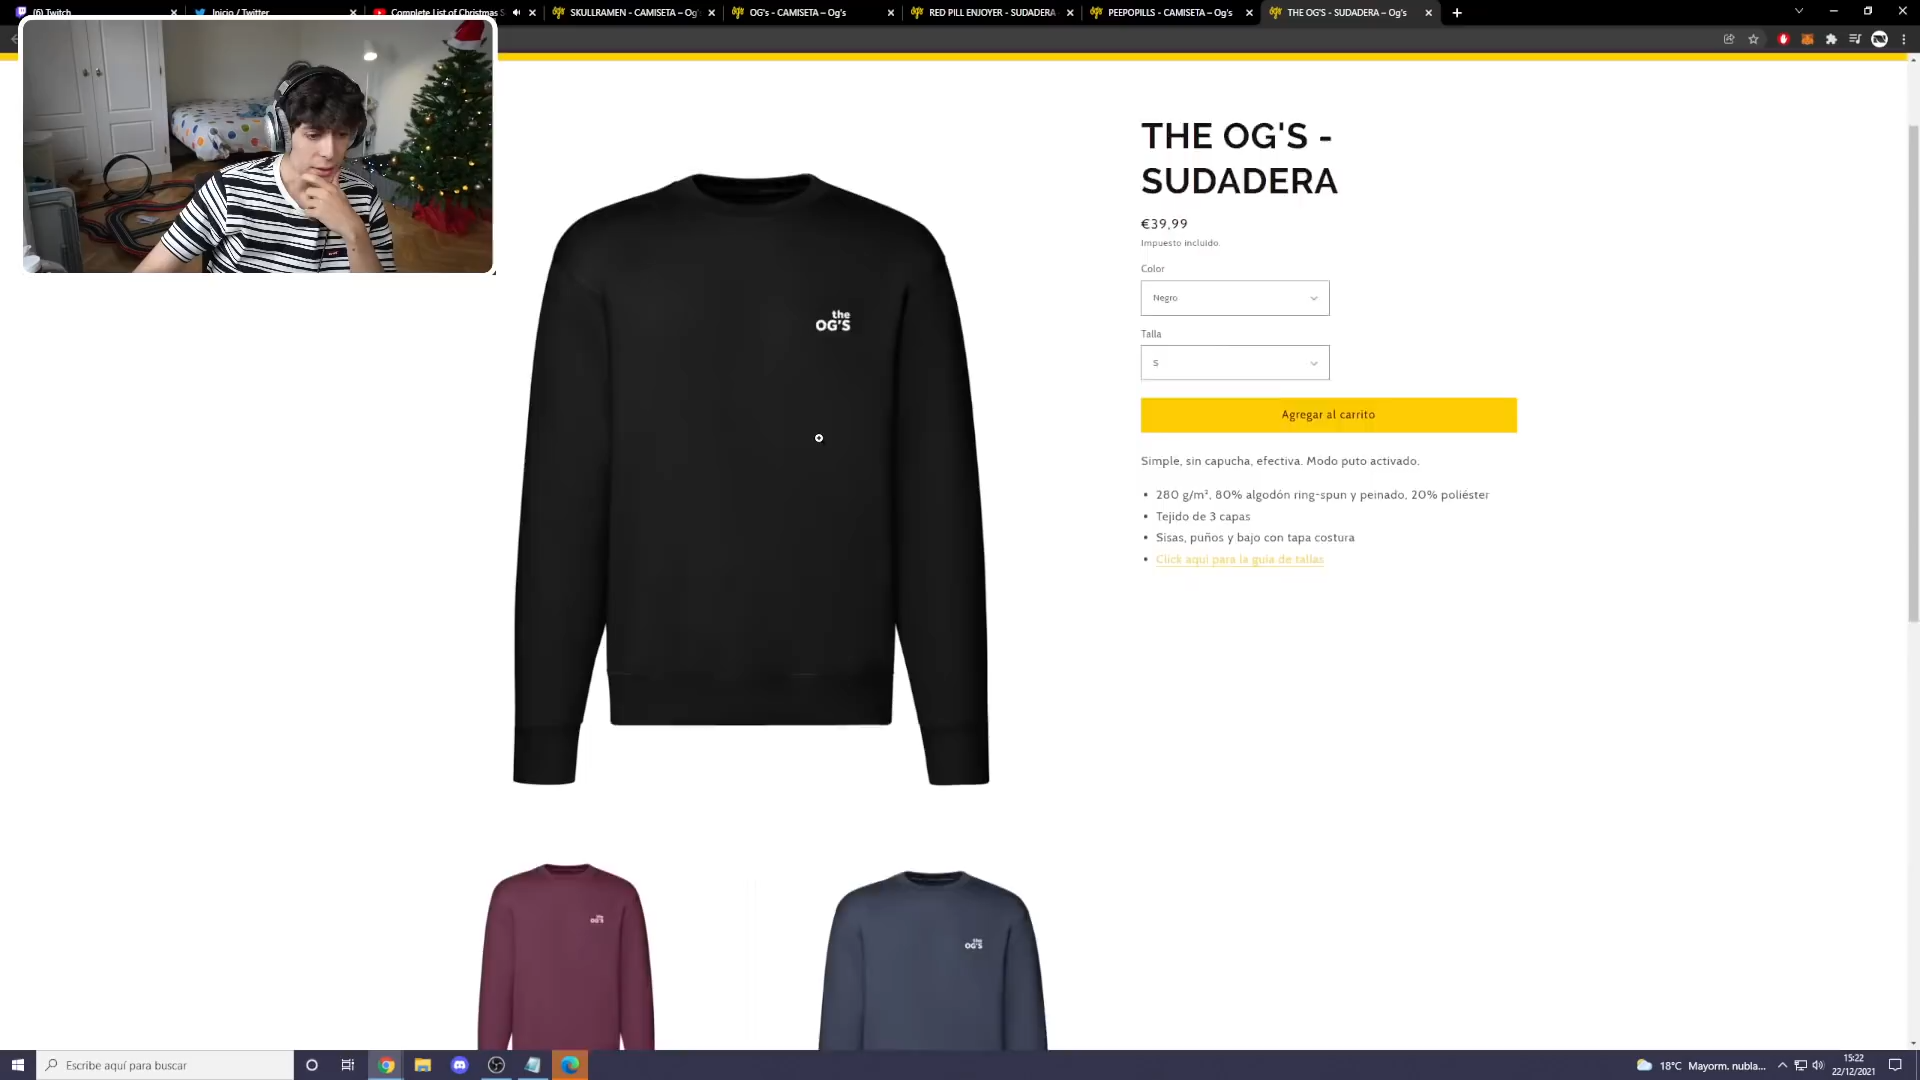 (6) Twitch
Inicio / Twitter
Complete List of Christmas S
SKULLRAMEN - CAMISETA – Og's
OG's - CAMISETA – Og's
RED PILL ENJOYER - SUDADERA
PEEPOPILLS - CAMISETA – Og's
THE OG'S - SUDADERA – Og's
the
OG'S
THE OG'S -
SUDADERA
€39,99
Impuesto incluido.
Color
Negro
Talla
S
Agregar al carrito
Simple, sin capucha, efectiva. Modo puto activado.
• 280 g/m², 80% algodón ring-spun y peinado, 20% poliéster
• Tejido de 3 capas
• Sisas, puños y bajo con tapa costura
• Click aquí para la guía de tallas
the
OG'S
the
OG'S
Escribe aquí para buscar
18°C Mayorm. nubla...
15:22
22/12/2021